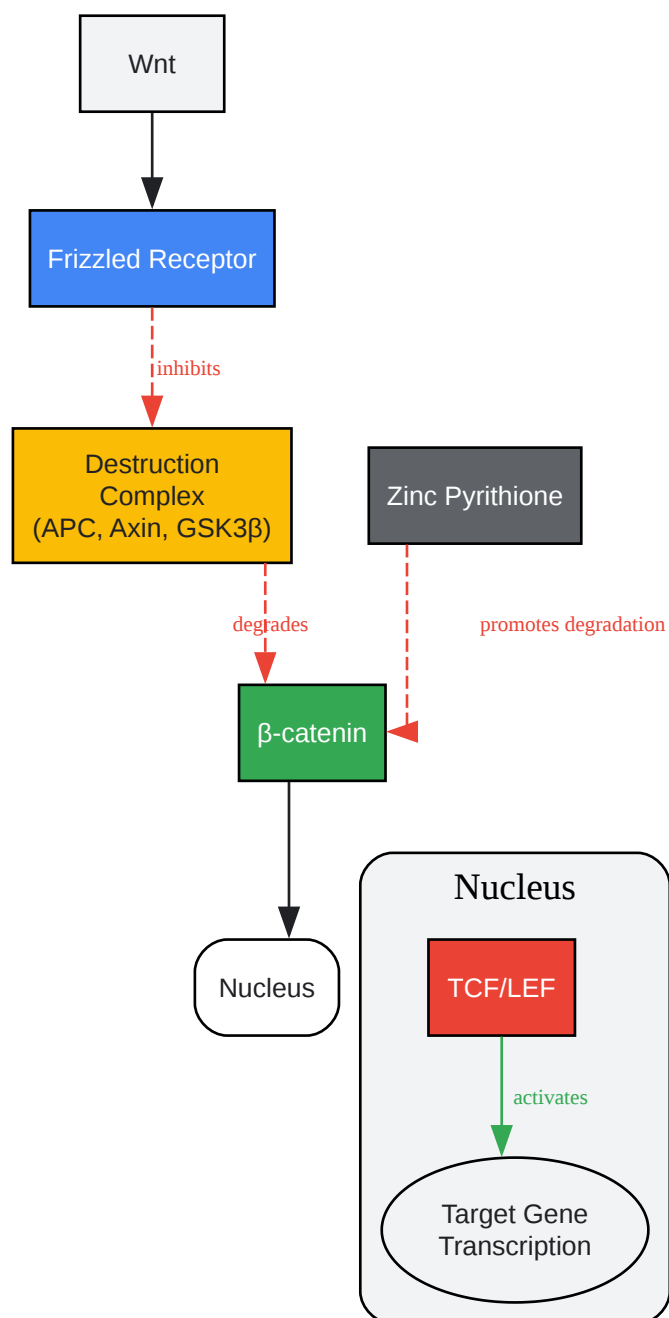 Wnt
Frizzled Receptor
inhibits
Destruction
Complex
(APC, Axin, GSK3β)
Zinc Pyrithione
degrades
promotes degradation
β-catenin
Nucleus
Nucleus
TCF/LEF
activates
Target Gene
Transcription